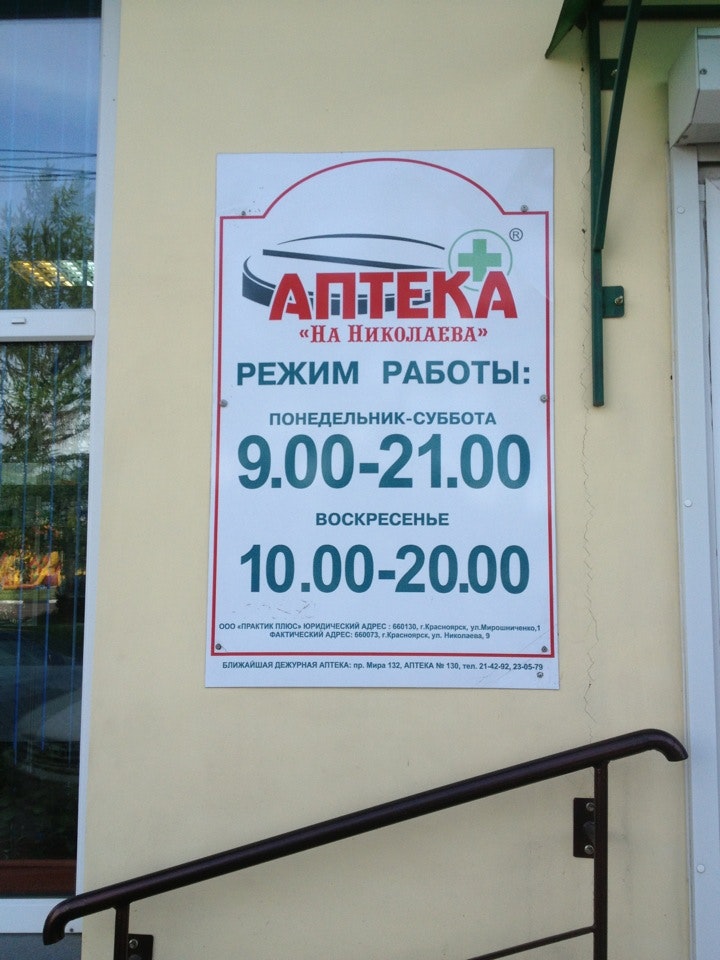 ®
АПТЕКА
«На Николаева»
РЕЖИМ РАБОТЫ:
ПОНЕДЕЛЬНИК-СУББОТА
9.00-21.00
ВОСКРЕСЕНЬЕ
10.00-20.00
ООО «ПРАКТИК ПЛЮС» ЮРИДИЧЕСКИЙ АДРЕС : 660130, г.Красноярск, ул.Мирошниченко,1
ФАКТИЧЕСКИЙ АДРЕС: 660073, г.Красноярск, ул. Николаева, 9
БЛИЖАЙШАЯ ДЕЖУРНАЯ АПТЕКА: пр. Мира 132, АПТЕКА № 130, тел. 21-42-92, 23-05-79